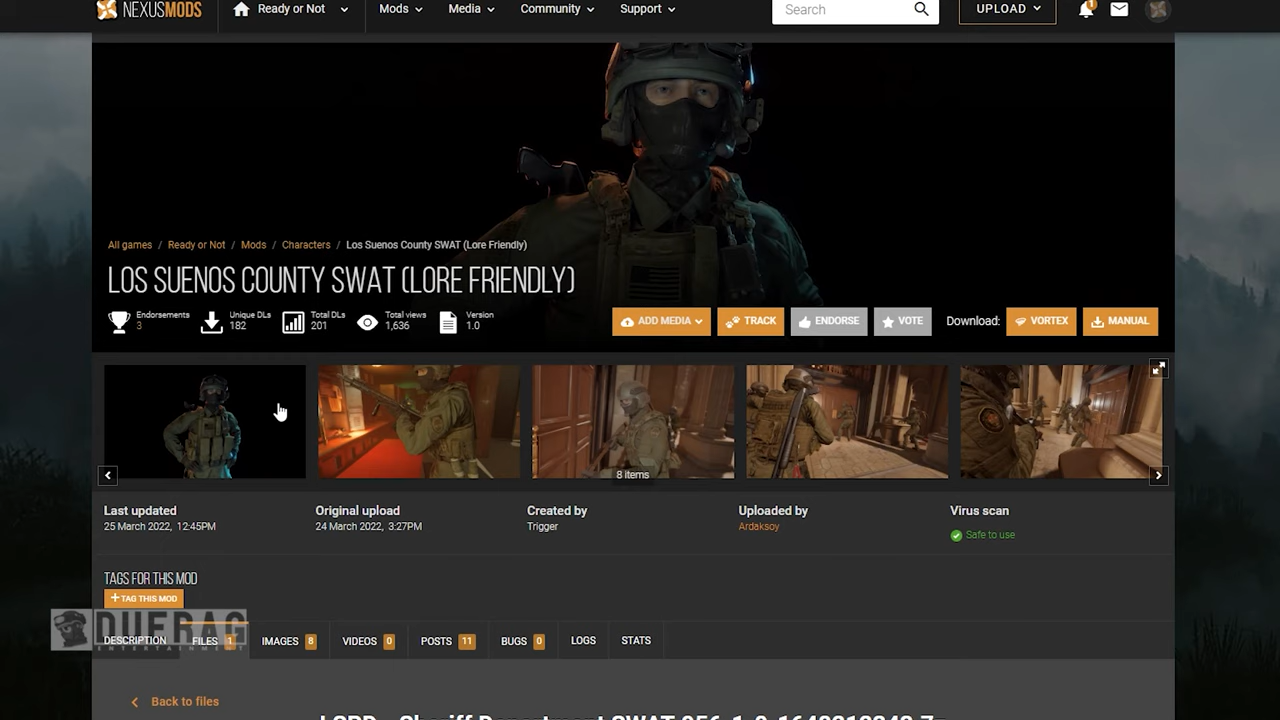 NEXUSMODS
Ready or Not
Mods
Media
Community
Support
Search
UPLOAD
1
All games / Ready or Not / Mods / Characters / Los Suenos County SWAT (Lore Friendly)
LOS SUENOS COUNTY SWAT (LORE FRIENDLY)
Endorsements
3
Unique DLs
182
Total DLs
201
Total views
1,636
Version
1.0
ADD MEDIA
TRACK
ENDORSE
VOTE
Download:
VORTEX
MANUAL
8 items
Last updated
25 March 2022, 12:45PM
Original upload
24 March 2022, 3:27PM
Created by
Trigger
Uploaded by
Ardaksoy
Virus scan
Safe to use
TAGS FOR THIS MOD
+ TAG THIS MOD
DUERAG
ENTERTAINMENT
DESCRIPTION
FILES 1
IMAGES 8
VIDEOS 0
POSTS 11
BUGS 0
LOGS
STATS
Back to files